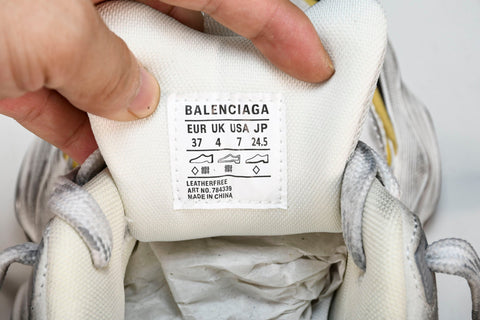 BALENCIAGA
EUR UK USA JP
37 4 7 24.5
LEATHERFREE
ART NO. 784339
MADE IN CHINA